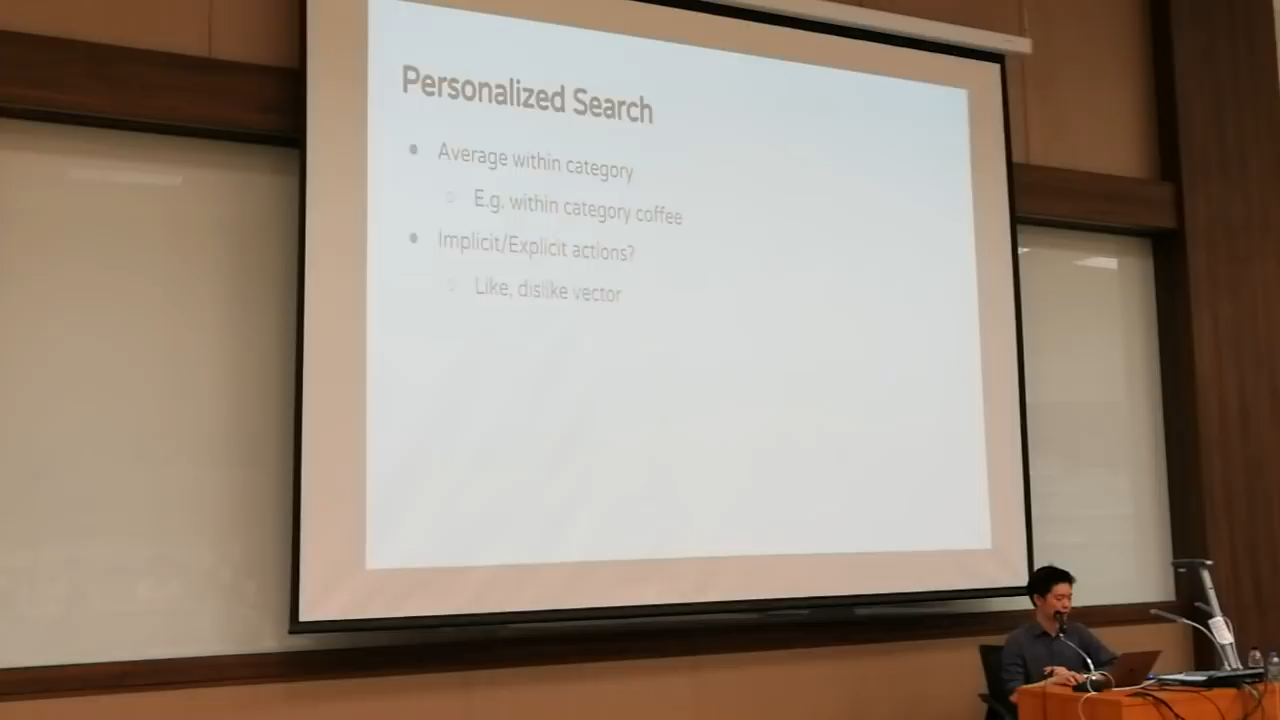 Personalized Search
● Average within category
○ E.g. within category coffee
● Implicit/Explicit actions?
○ Like, dislike vector